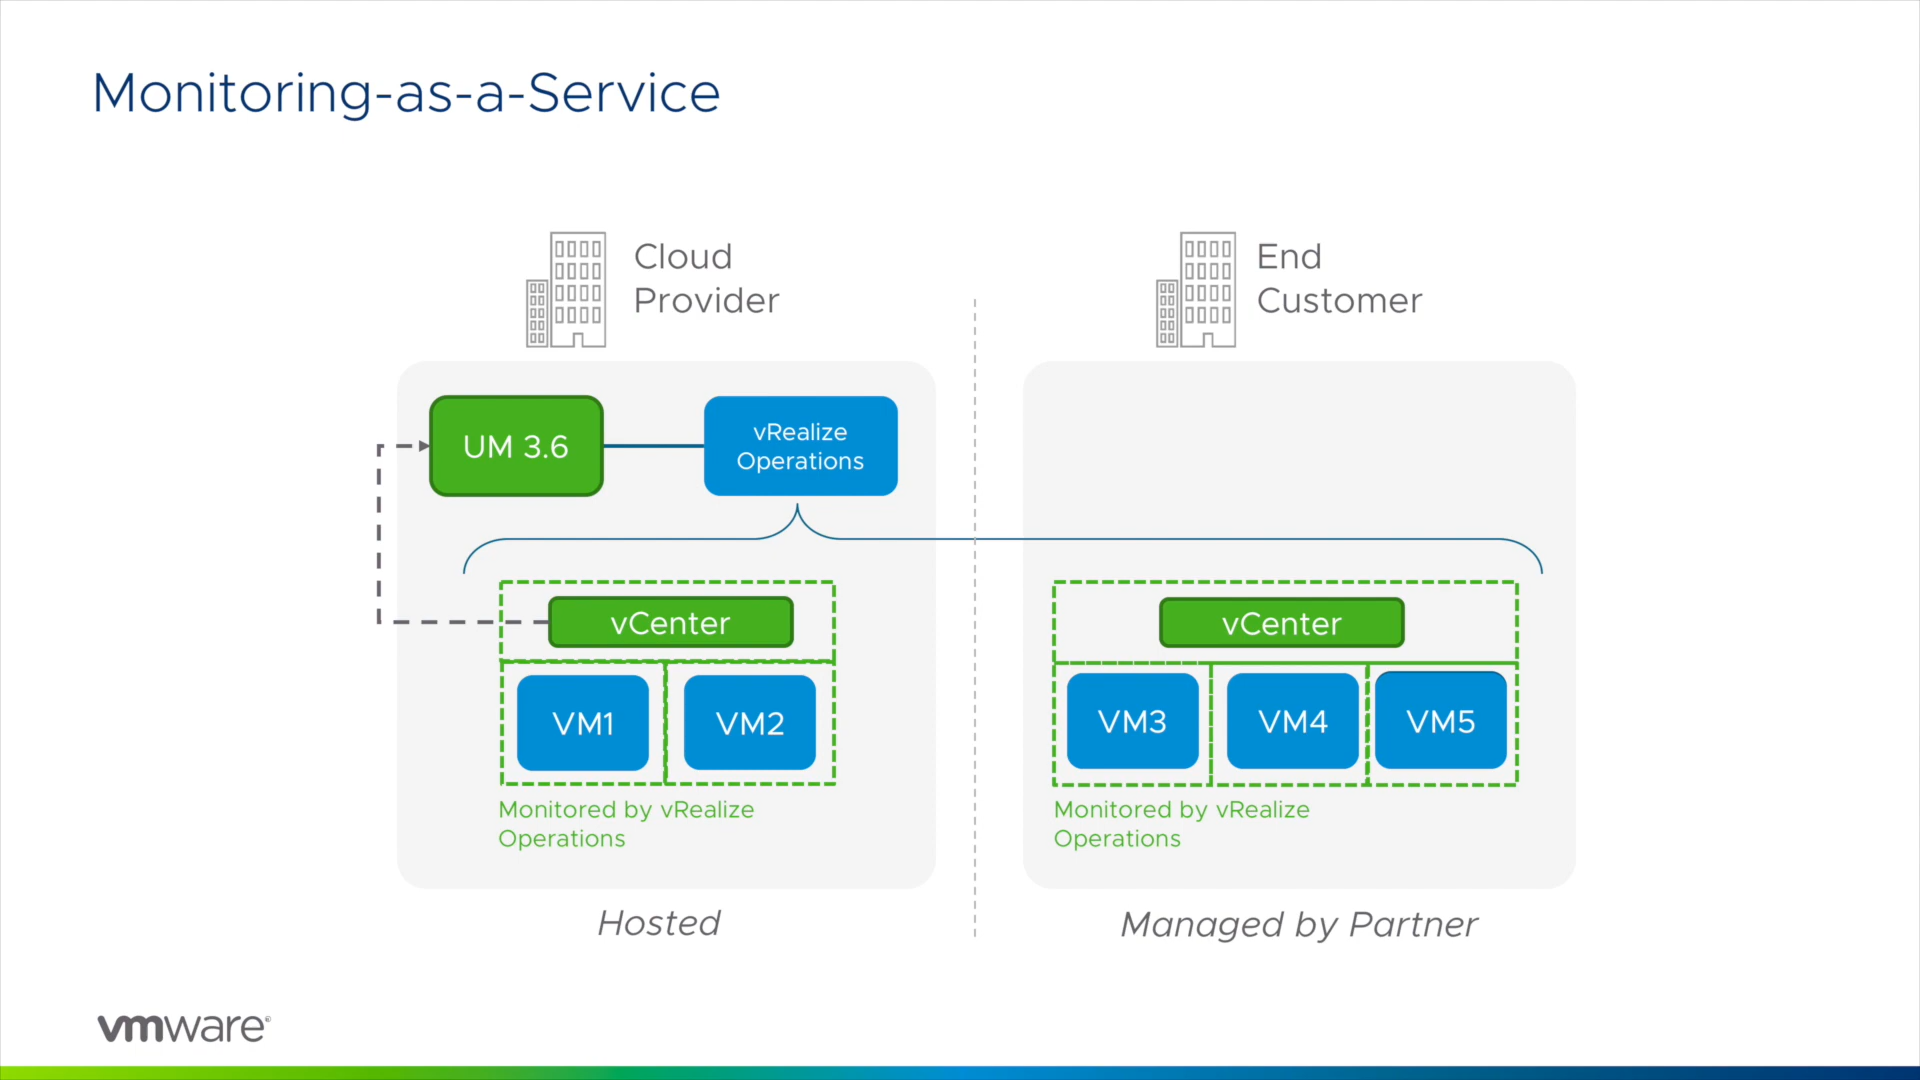 Monitoring-as-a-Service
Cloud
Provider
End
Customer
UM 3.6
vRealize
Operations
vCenter
vCenter
VM1
VM2
VM3
VM4
VM5
Monitored by vRealize
Operations
Monitored by vRealize
Operations
Hosted
Managed by Partner
vmware®